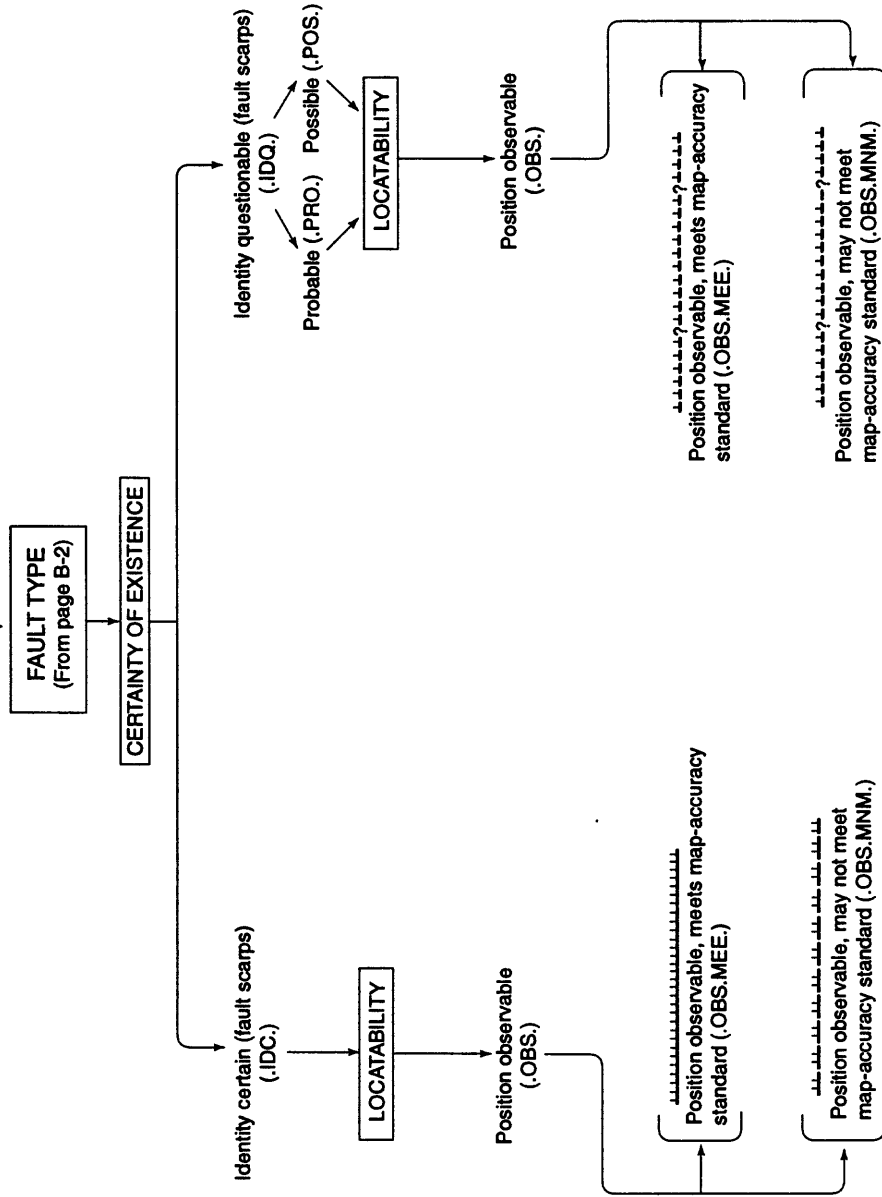 FAULT TYPE
(From page B-2)
CERTAINTY OF EXISTENCE
Identity certain (fault scarps)
(.IDC.)
LOCATABILITY
Position observable
(.OBS.)
Position observable, meets map-accuracy
standard (.OBS.MEE.)
Position observable, may not meet
map-accuracy standard (.OBS.MNM.)
Identity questionable (fault scarps)
(.IDQ.)
Probable (.PRO.) Possible (.POS.)
LOCATABILITY
Position observable
(.OBS.)
? ?
Position observable, meets map-accuracy
standard (.OBS.MEE.)
? ?
Position observable, may not meet
map-accuracy standard (.OBS.MNM.)